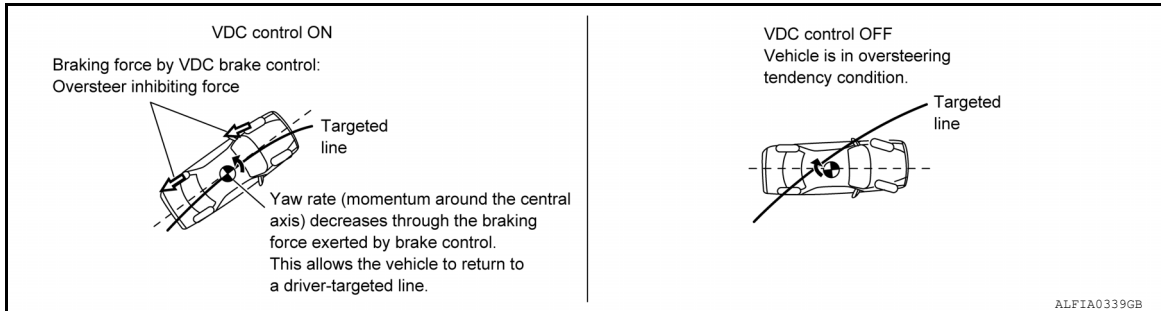 VDC control ON
Braking force by VDC brake control:
Oversteer inhibiting force
Targeted
line
Yaw rate (momentum around the central
axis) decreases through the braking
force exerted by brake control.
This allows the vehicle to return to
a driver-targeted line.
VDC control OFF
Vehicle is in oversteering
tendency condition.
Targeted
line
ALFIA0339GB